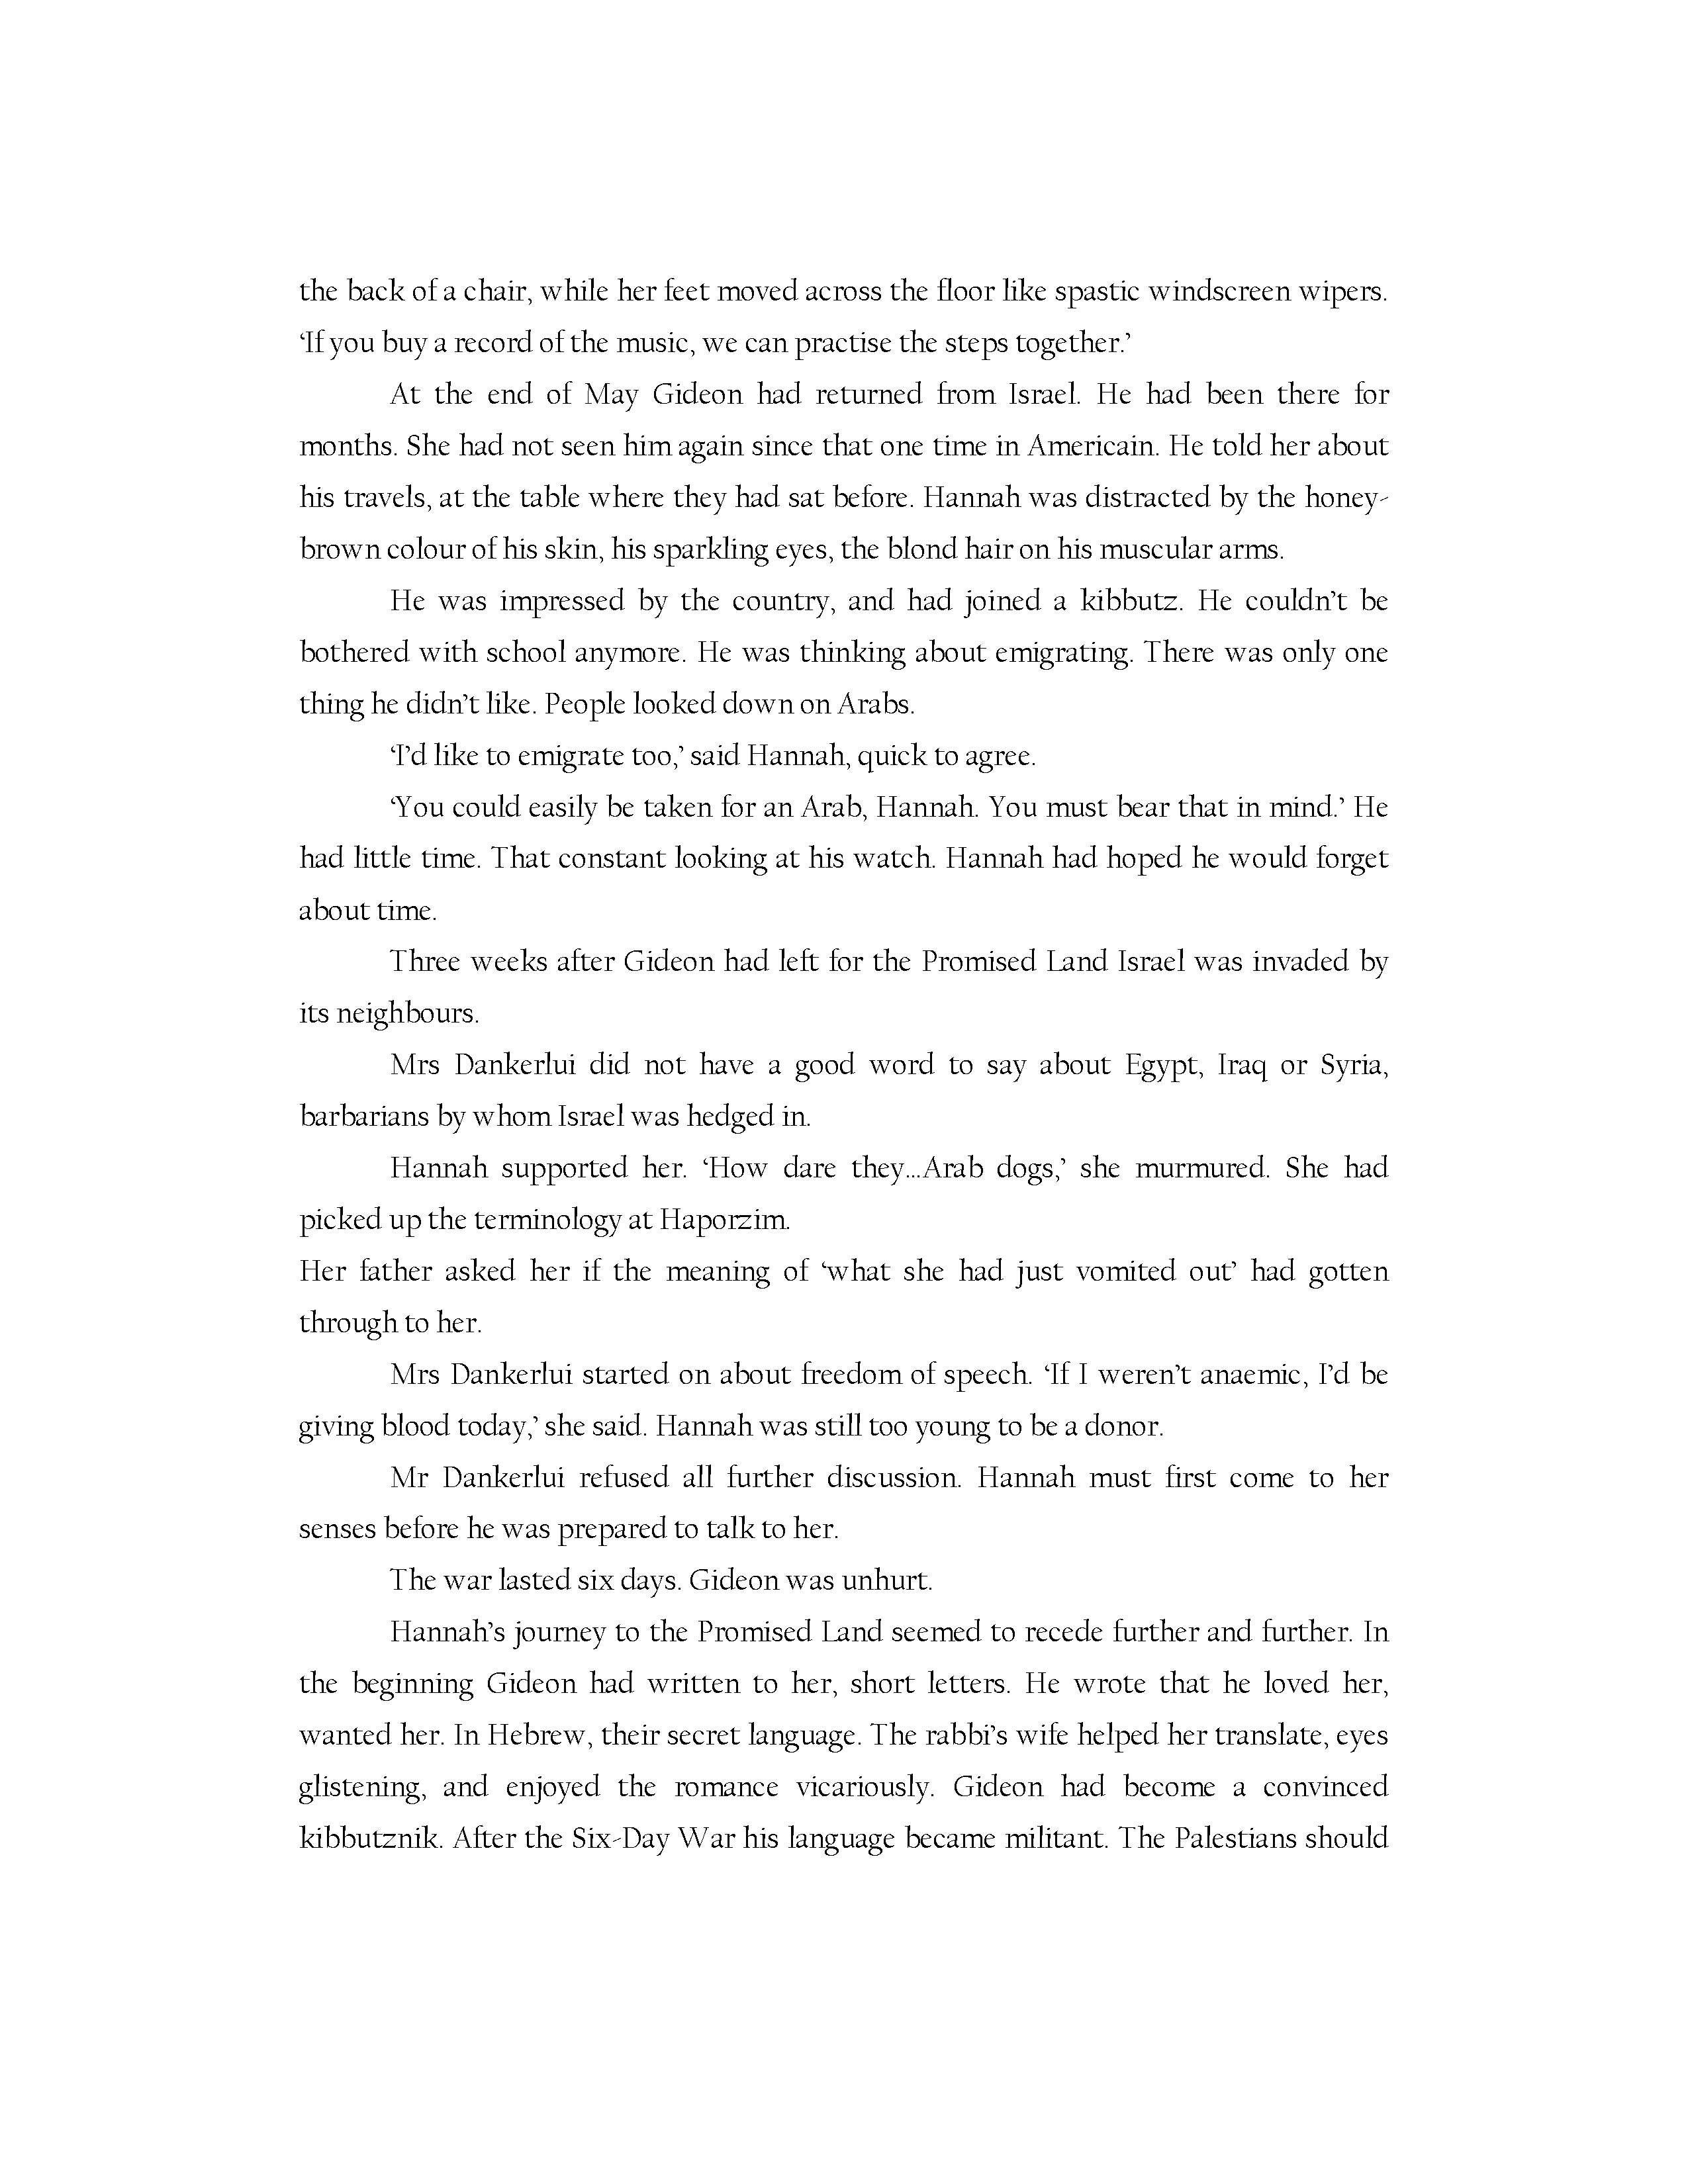 the back of a chair, while her feet moved across the floor like spastic windscreen wipers.
‘If you buy a record of the music, we can practise the steps together.’
At the end of May Gideon had returned from Israel. He had been there for
months. She had not seen him again since that one time in Americain. He told her about
his travels, at the table where they had sat before. Hannah was distracted by the honey-
brown colour of his skin, his sparkling eyes, the blond hair on his muscular arms.
He was impressed by the country, and had joined a kibbutz. He couldn’t be
bothered with school anymore. He was thinking about emigrating. There was only one
thing he didn’t like. People looked down on Arabs.
‘I’d like to emigrate too,’ said Hannah, quick to agree.
‘You could easily be taken for an Arab, Hannah. You must bear that in mind.’ He
had little time. That constant looking at his watch. Hannah had hoped he would forget
about time.
Three weeks after Gideon had left for the Promised Land Israel was invaded by
its neighbours.
Mrs Dankerlui did not have a good word to say about Egypt, Iraq or Syria,
barbarians by whom Israel was hedged in.
Hannah supported her. ‘How dare they...Arab dogs,’ she murmured. She had
picked up the terminology at Haporzim.
Her father asked her if the meaning of ‘what she had just vomited out’ had gotten
through to her.
Mrs Dankerlui started on about freedom of speech. ‘If I weren’t anaemic, I’d be
giving blood today,’ she said. Hannah was still too young to be a donor.
Mr Dankerlui refused all further discussion. Hannah must first come to her
senses before he was prepared to talk to her.
The war lasted six days. Gideon was unhurt.
Hannah’s journey to the Promised Land seemed to recede further and further. In
the beginning Gideon had written to her, short letters. He wrote that he loved her,
wanted her. In Hebrew, their secret language. The rabbi’s wife helped her translate, eyes
glistening, and enjoyed the romance vicariously. Gideon had become a convinced
kibbutznik. After the Six-Day War his language became militant. The Palestians should